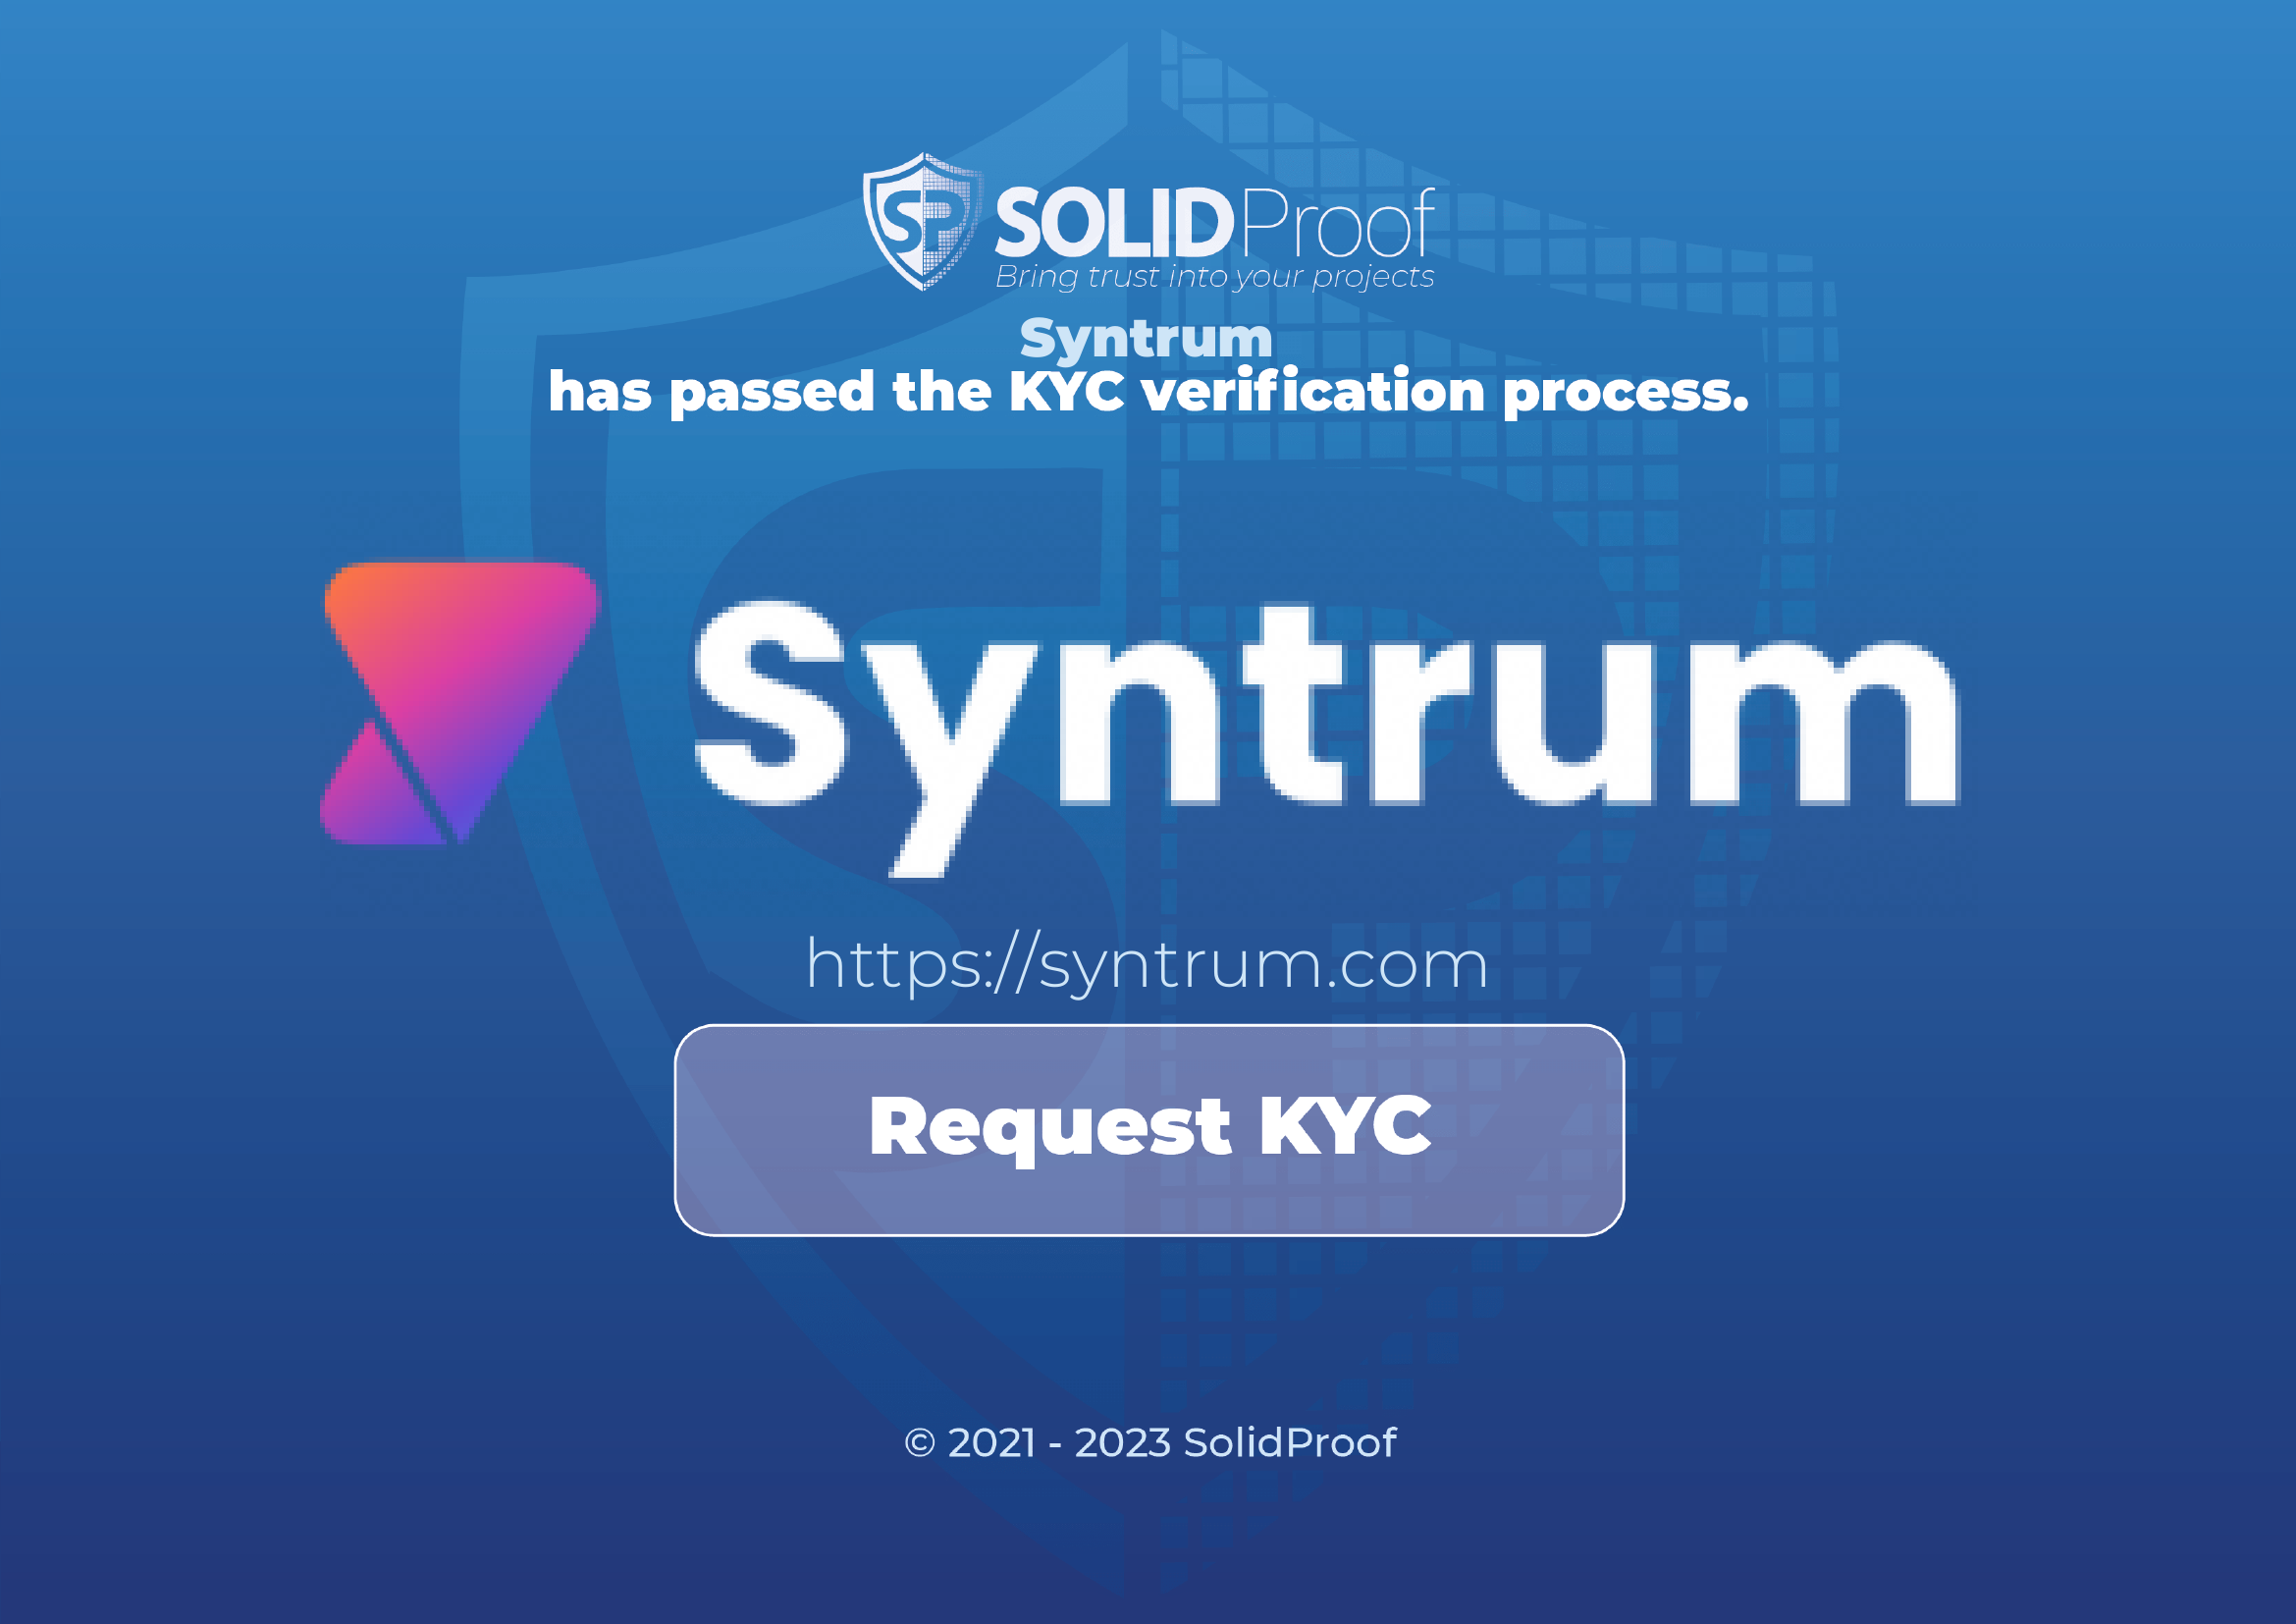 SP SOLIDProof
Bring trust into your projects
Syntrum
has passed the KYC verification process.
Syntrum
https://syntrum.com
Request KYC
© 2021 - 2023 SolidProof